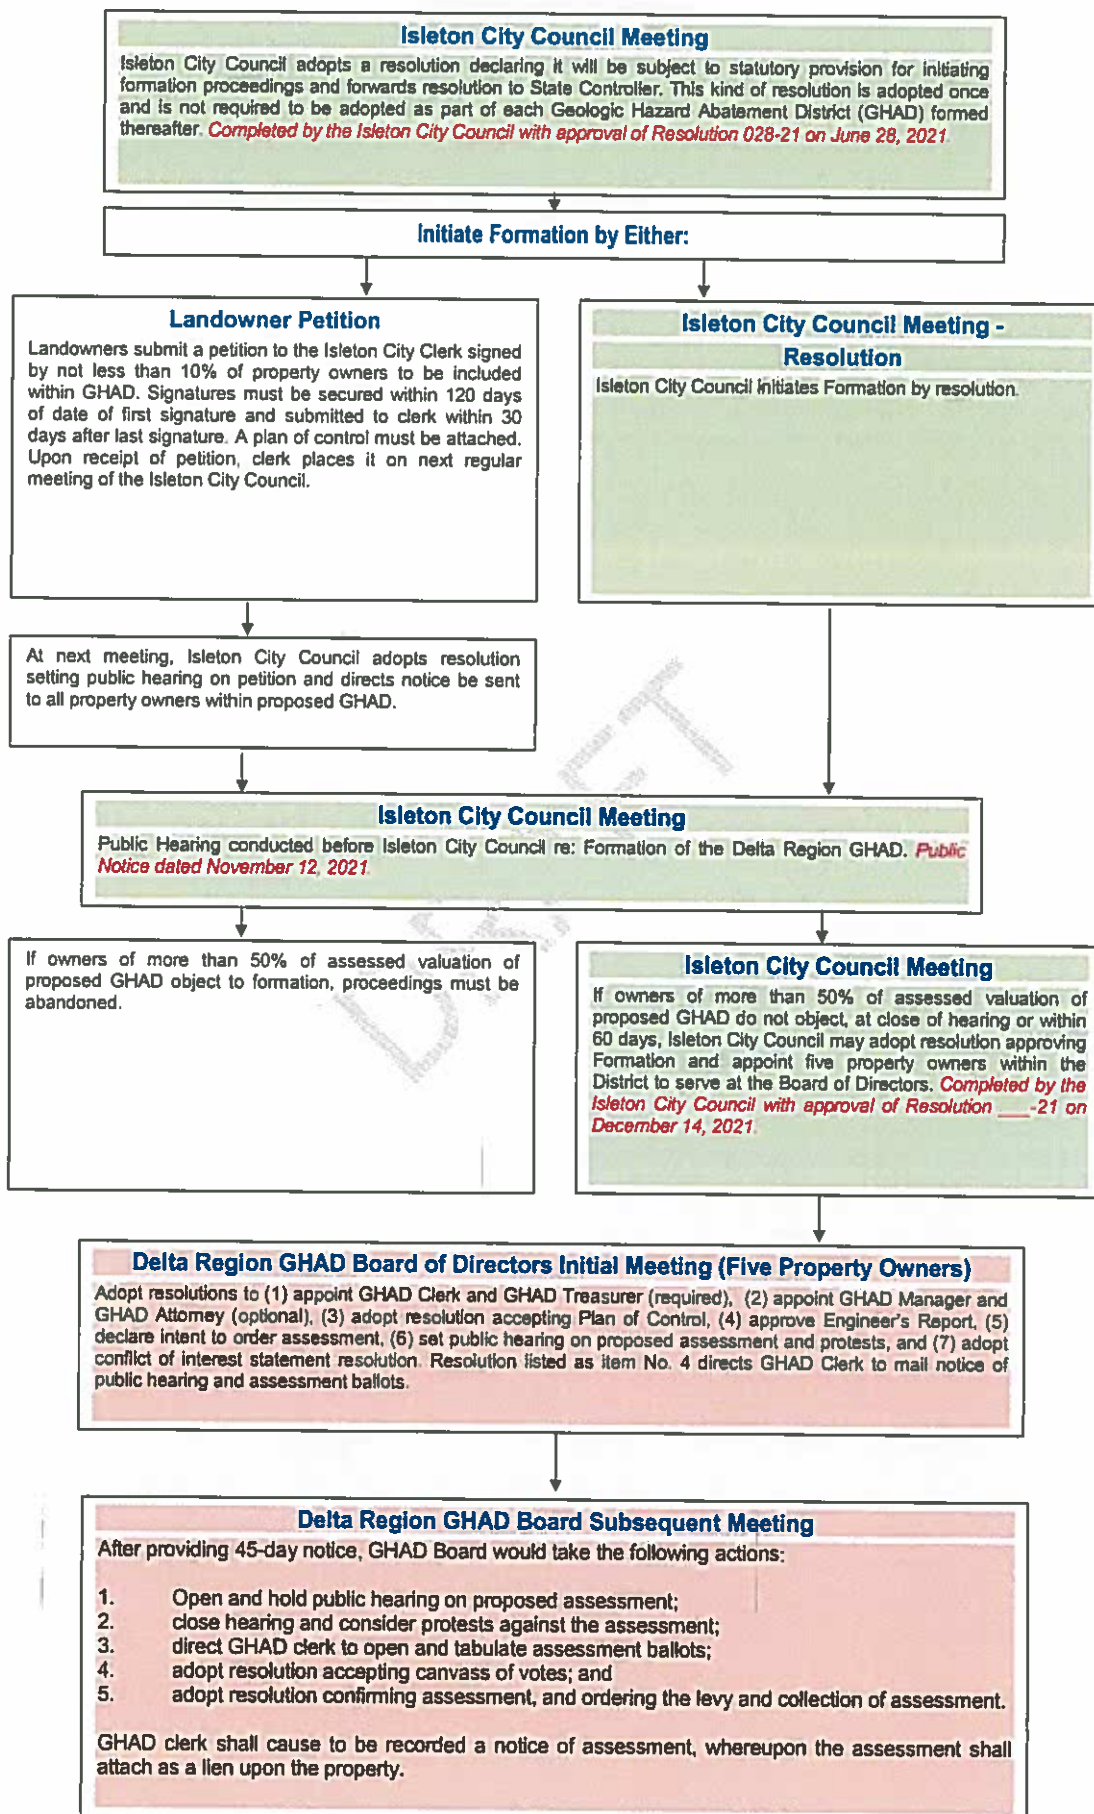 Isleton City Council Meeting
Isleton City Council adopts a resolution declaring it will be subject to statutory provision for initiating
formation proceedings and forwards resolution to State Controller. This kind of resolution is adopted once
and is not required to be adopted as part of each Geologic Hazard Abatement District (GHAD) formed
thereafter. Completed by the Isleton City Council with approval of Resolution 028-21 on June 28, 2021.
Initiate Formation by Either:
Landowner Petition
Landowners submit a petition to the Isleton City Clerk signed
by not less than 10% of property owners to be included
within GHAD. Signatures must be secured within 120 days
of date of first signature and submitted to clerk within 30
days after last signature. A plan of control must be attached.
Upon receipt of petition, clerk places it on next regular
meeting of the Isleton City Council.
Isleton City Council Meeting -
Resolution
Isleton City Council Initiates Formation by resolution.
At next meeting, Isleton City Council adopts resolution
setting public hearing on petition and directs notice be sent
to all property owners within proposed GHAD.
Isleton City Council Meeting
Public Hearing conducted before Isleton City Council re: Formation of the Delta Region GHAD. Public
Notice dated November 12, 2021.
If owners of more than 50% of assessed valuation of
proposed GHAD object to formation, proceedings must be
abandoned.
Isleton City Council Meeting
If owners of more than 50% of assessed valuation of
proposed GHAD do not object, at close of hearing or within
60 days, Isleton City Council may adopt resolution approving
Formation and appoint five property owners within the
District to serve at the Board of Directors. Completed by the
Isleton City Council with approval of Resolution ___-21 on
December 14, 2021.
Delta Region GHAD Board of Directors Initial Meeting (Five Property Owners)
Adopt resolutions to (1) appoint GHAD Clerk and GHAD Treasurer (required), (2) appoint GHAD Manager and
GHAD Attorney (optional), (3) adopt resolution accepting Plan of Control, (4) approve Engineer's Report, (5)
declare intent to order assessment, (6) set public hearing on proposed assessment and protests, and (7) adopt
conflict of interest statement resolution. Resolution listed as item No. 4 directs GHAD Clerk to mail notice of
public hearing and assessment ballots.
Delta Region GHAD Board Subsequent Meeting
After providing 45-day notice, GHAD Board would take the following actions:
1. Open and hold public hearing on proposed assessment;
2. close hearing and consider protests against the assessment;
3. direct GHAD clerk to open and tabulate assessment ballots;
4. adopt resolution accepting canvass of votes; and
5. adopt resolution confirming assessment, and ordering the levy and collection of assessment.
GHAD clerk shall cause to be recorded a notice of assessment, whereupon the assessment shall
attach as a lien upon the property.
DRAFT